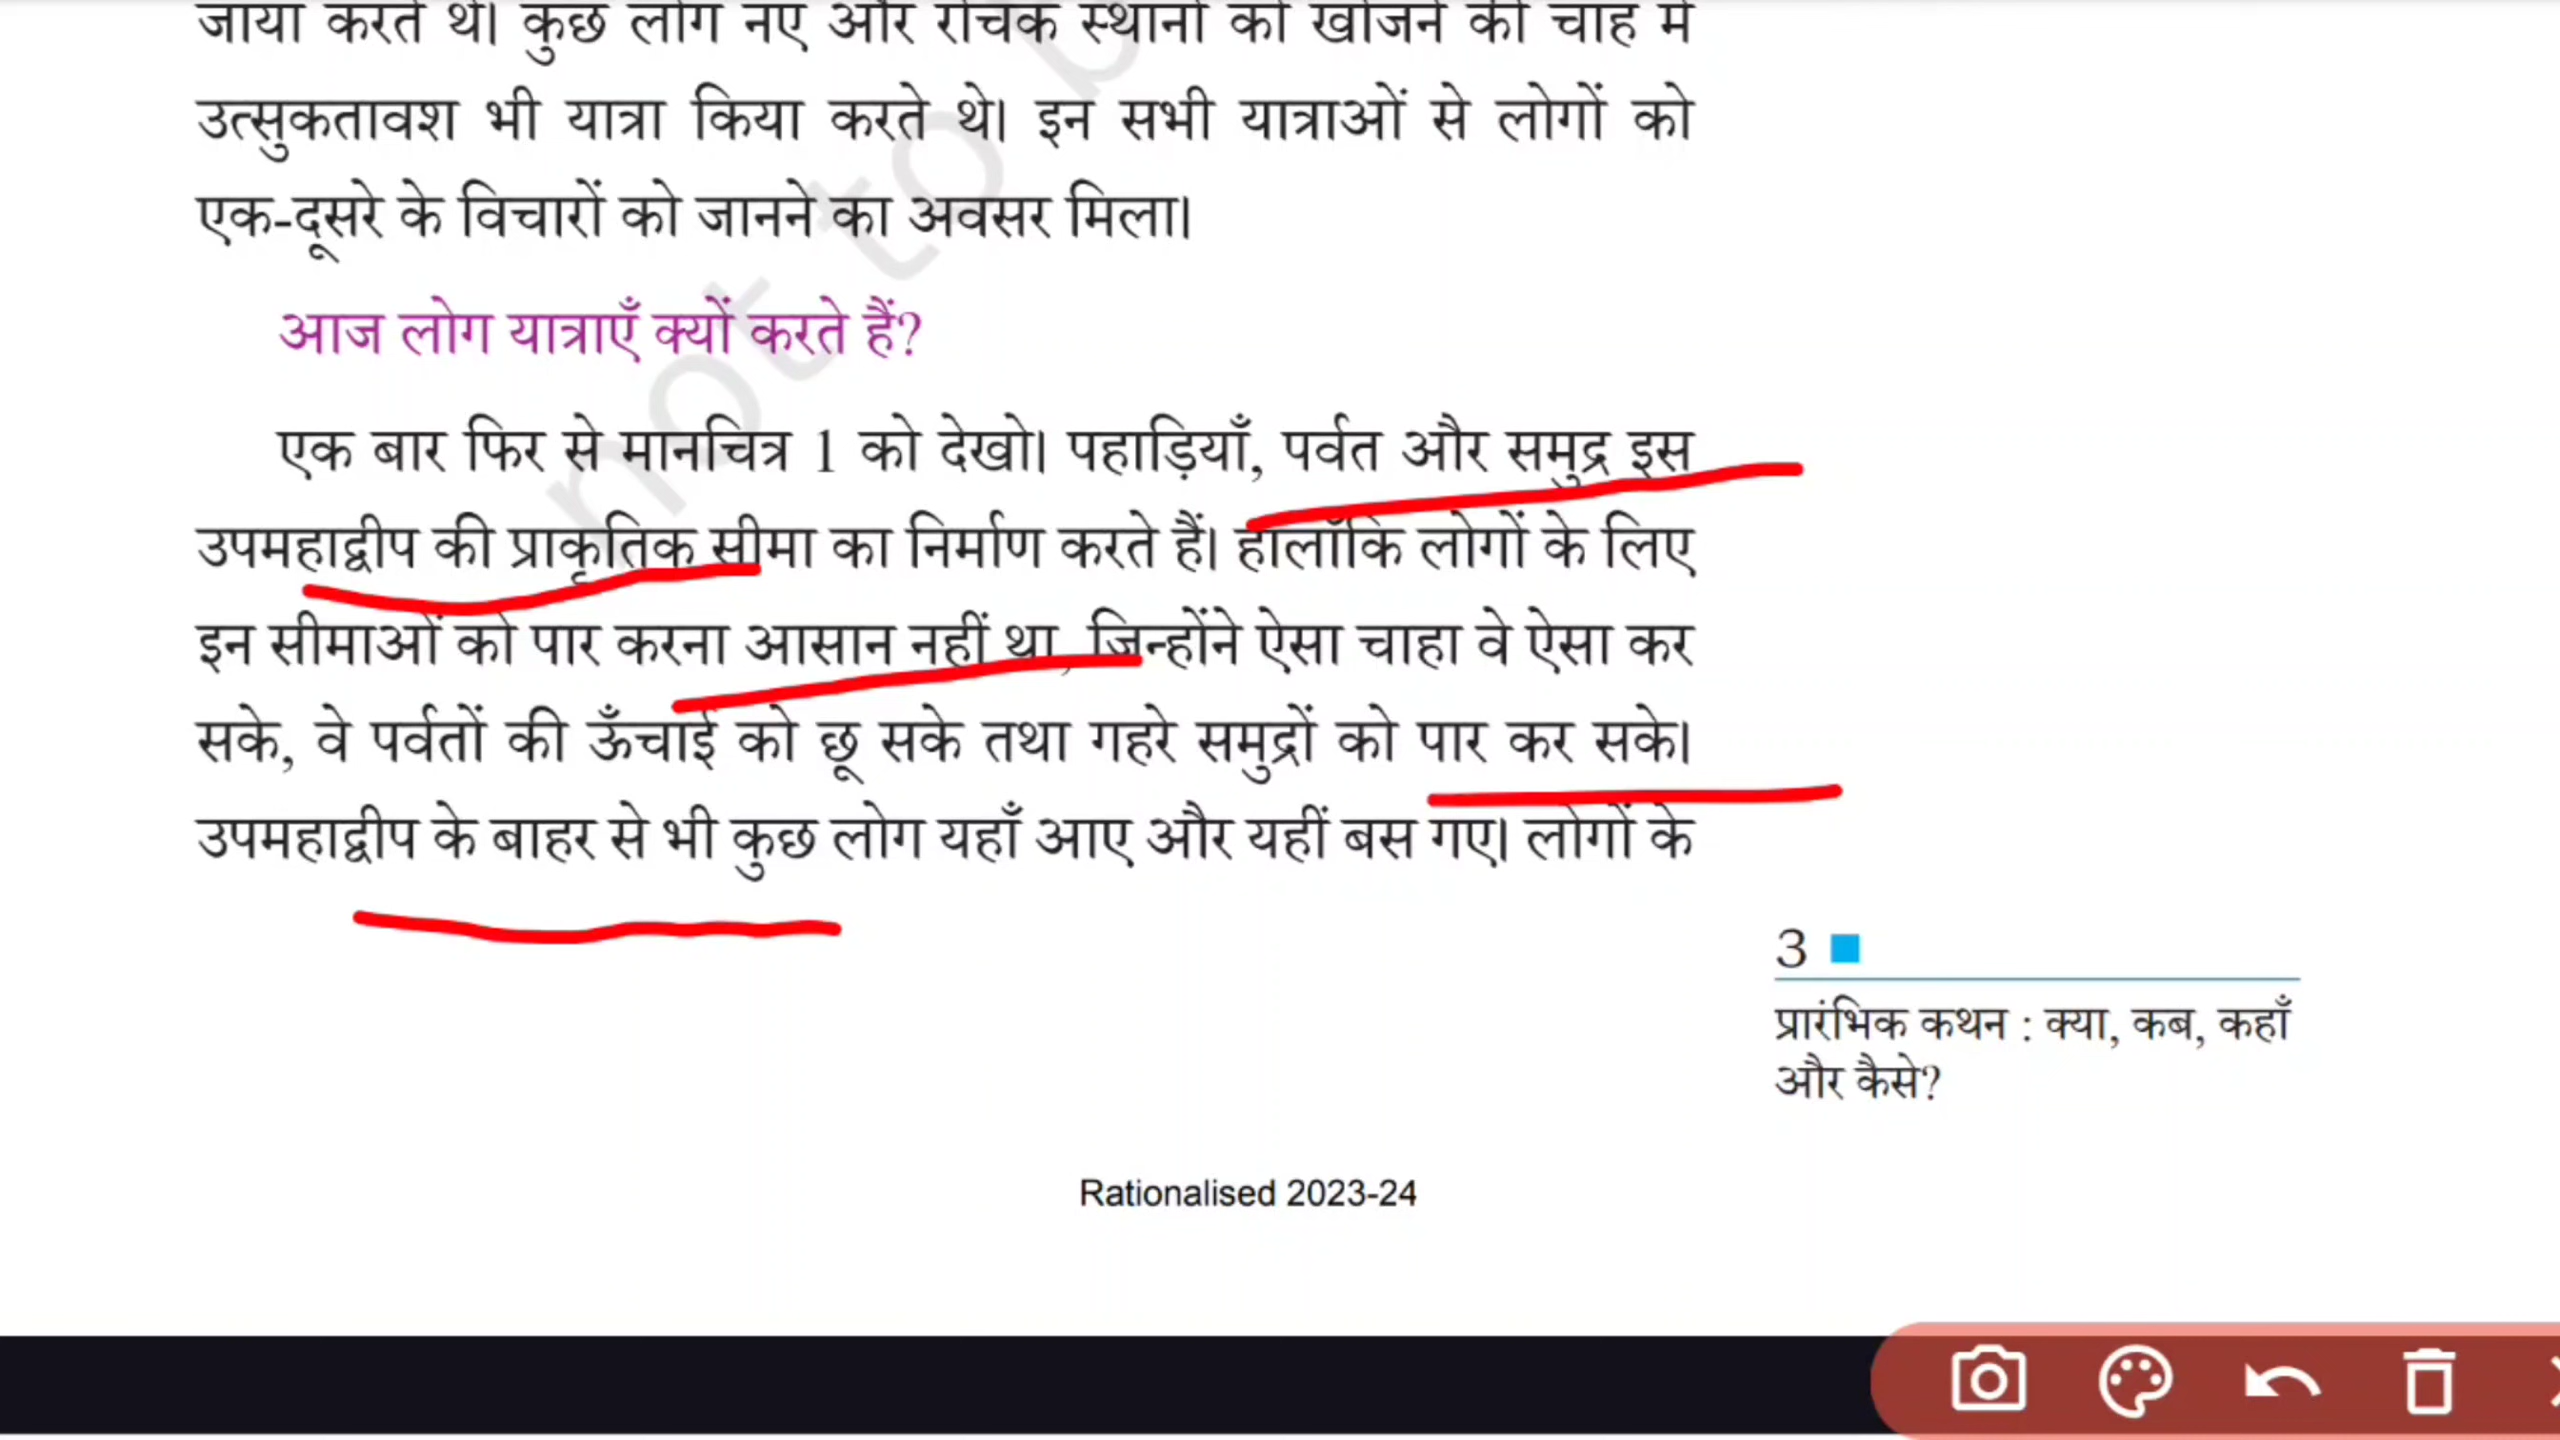 जाया करते थे। कुछ लोग नए और रोचक स्थानों को खोजने की चाह में
उत्सुकतावश भी यात्रा किया करते थे। इन सभी यात्राओं से लोगों को
एक-दूसरे के विचारों को जानने का अवसर मिला।
आज लोग यात्राएँ क्यों करते हैं?
एक बार फिर से मानचित्र 1 को देखो। पहाड़ियाँ, पर्वत और समुद्र इस
उपमहाद्वीप की प्राकृतिक सीमा का निर्माण करते हैं। हालाँकि लोगों के लिए
इन सीमाओं को पार करना आसान नहीं था, जिन्होंने ऐसा चाहा वे ऐसा कर
सके, वे पर्वतों की ऊँचाई को छू सके तथा गहरे समुद्रों को पार कर सके।
उपमहाद्वीप के बाहर से भी कुछ लोग यहाँ आए और यहीं बस गए। लोगों के
3
प्रारंभिक कथन : क्या, कब, कहाँ
और कैसे?
Rationalised 2023-24
not to b